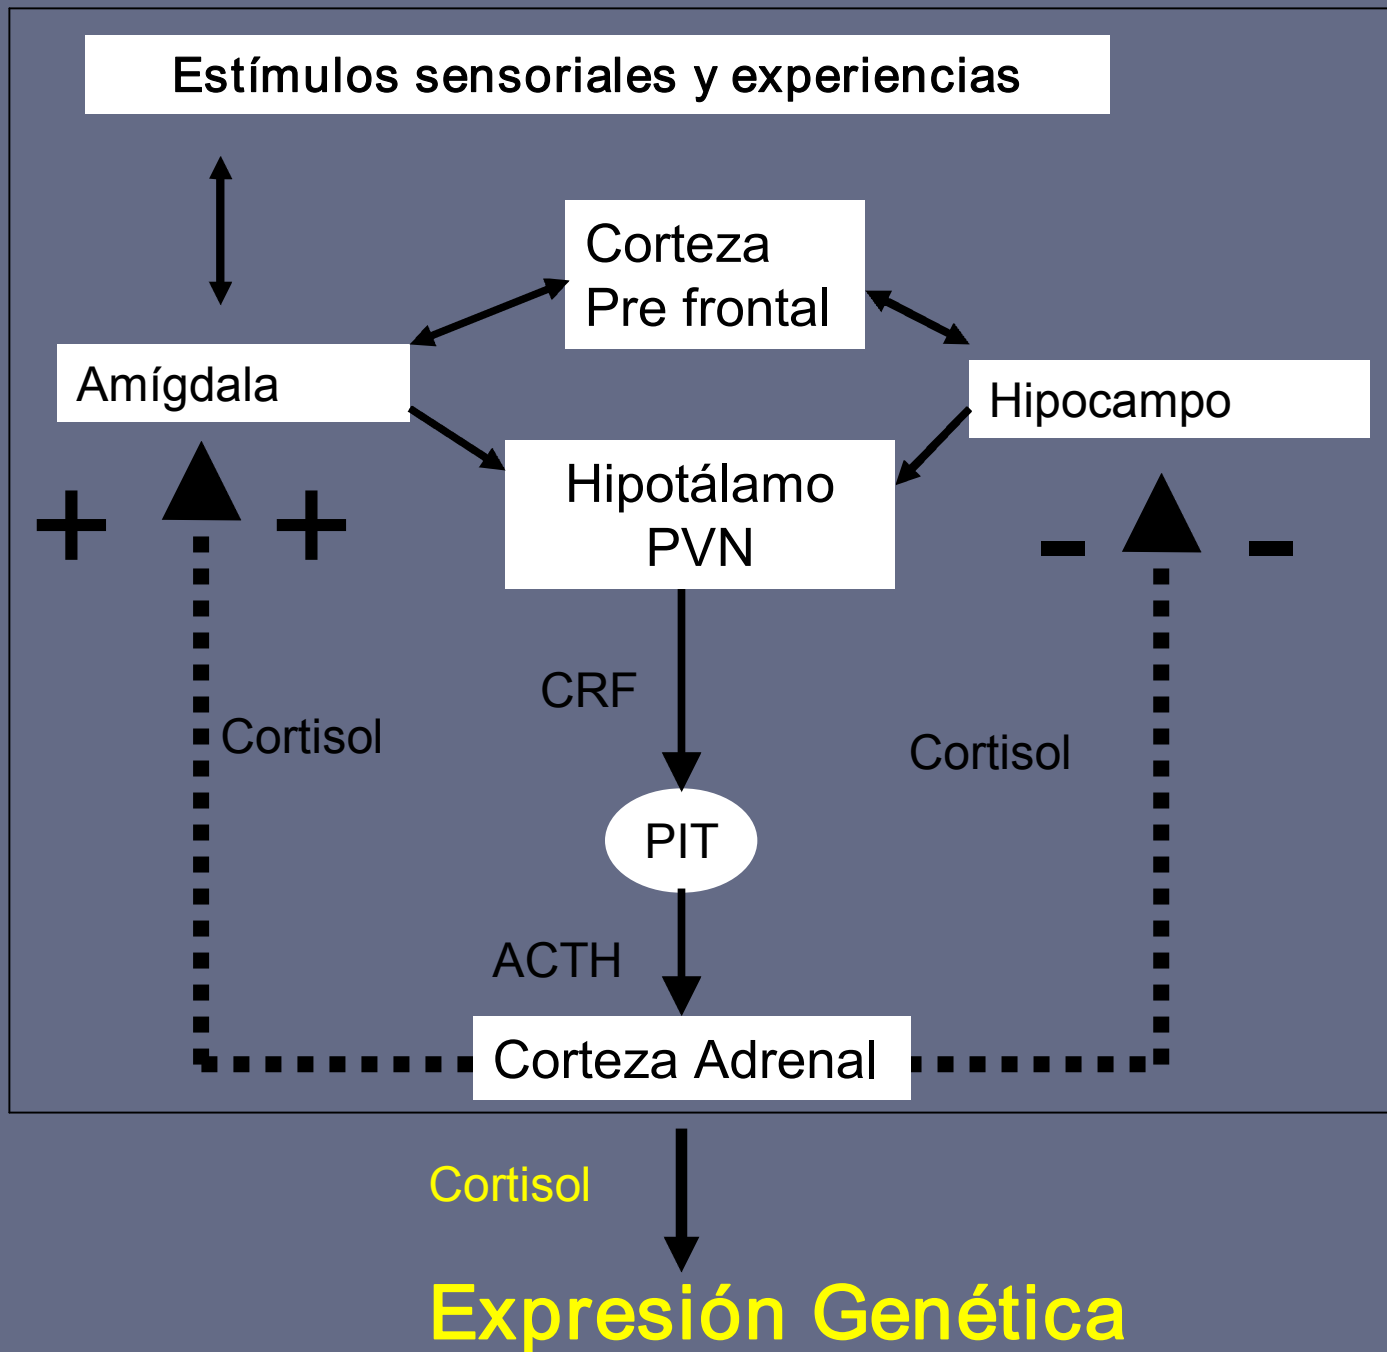 Estímulos sensoriales y experiencias
Corteza
Pre frontal
Amígdala
Hipocampo
Hipotálamo
PVN
+ +
- -
CRF
Cortisol
Cortisol
PIT
ACTH
Corteza Adrenal
Cortisol
Expresión Genética